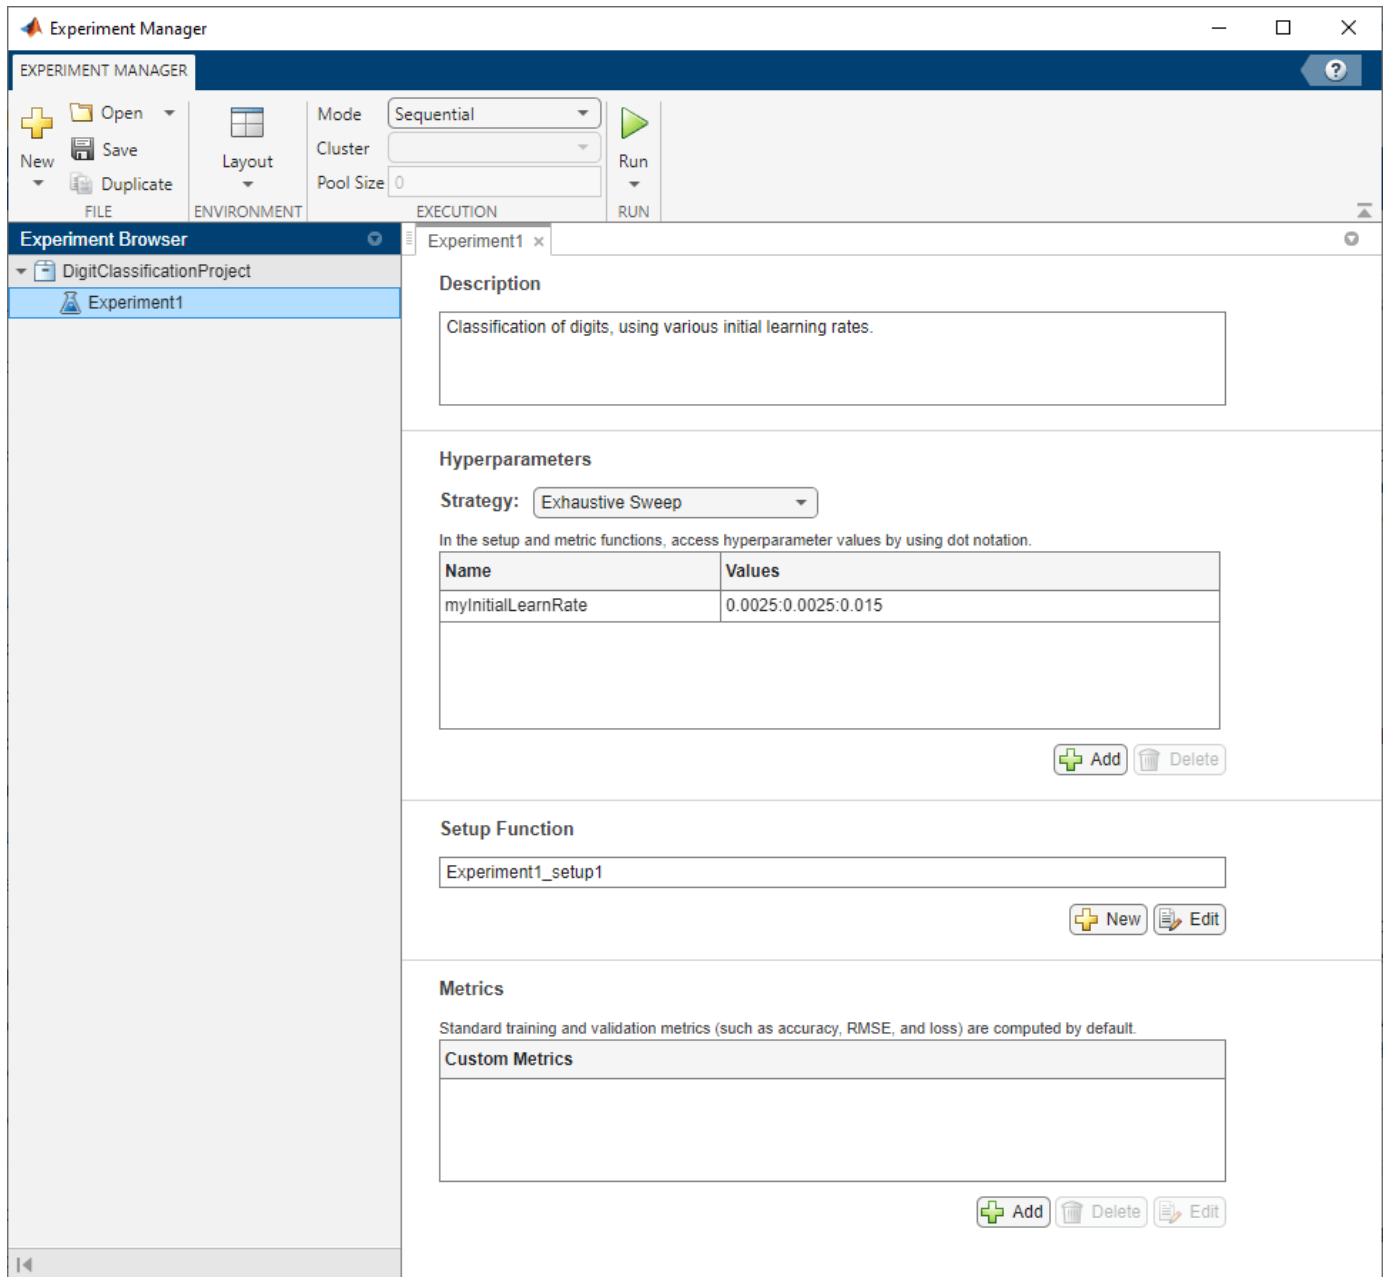 Experiment Manager
EXPERIMENT MANAGER
?
New
Open
Save
Duplicate
FILE
Layout
ENVIRONMENT
Mode
Sequential
Cluster
Pool Size
0
EXECUTION
Run
RUN
Experiment Browser
DigitClassificationProject
Experiment1
Experiment1 ×
Description
Classification of digits, using various initial learning rates.
Hyperparameters
Strategy:
Exhaustive Sweep
In the setup and metric functions, access hyperparameter values by using dot notation.
Name Values
myInitialLearnRate 0.0025:0.0025:0.015
Add Delete
Setup Function
Experiment1_setup1
New Edit
Metrics
Standard training and validation metrics (such as accuracy, RMSE, and loss) are computed by default.
Custom Metrics
Add Delete Edit